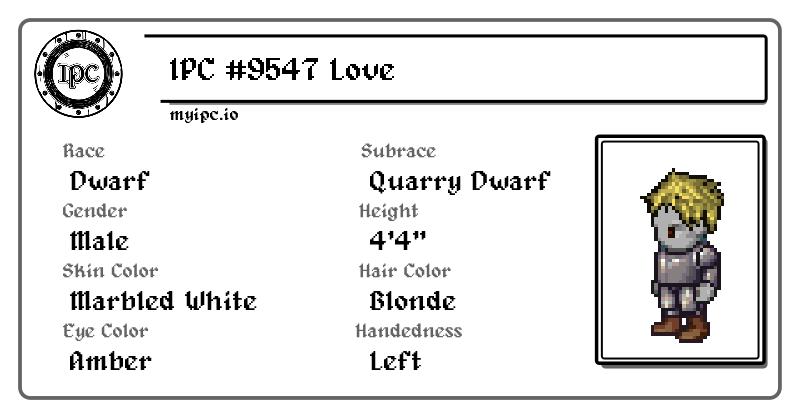 IPC
IPC #9547 Love
myipc.io
Race
Dwarf
Subrace
Quarry Dwarf
Gender
Male
Height
4'4"
Skin Color
Marbled White
Hair Color
Blonde
Eye Color
Amber
Handedness
Left